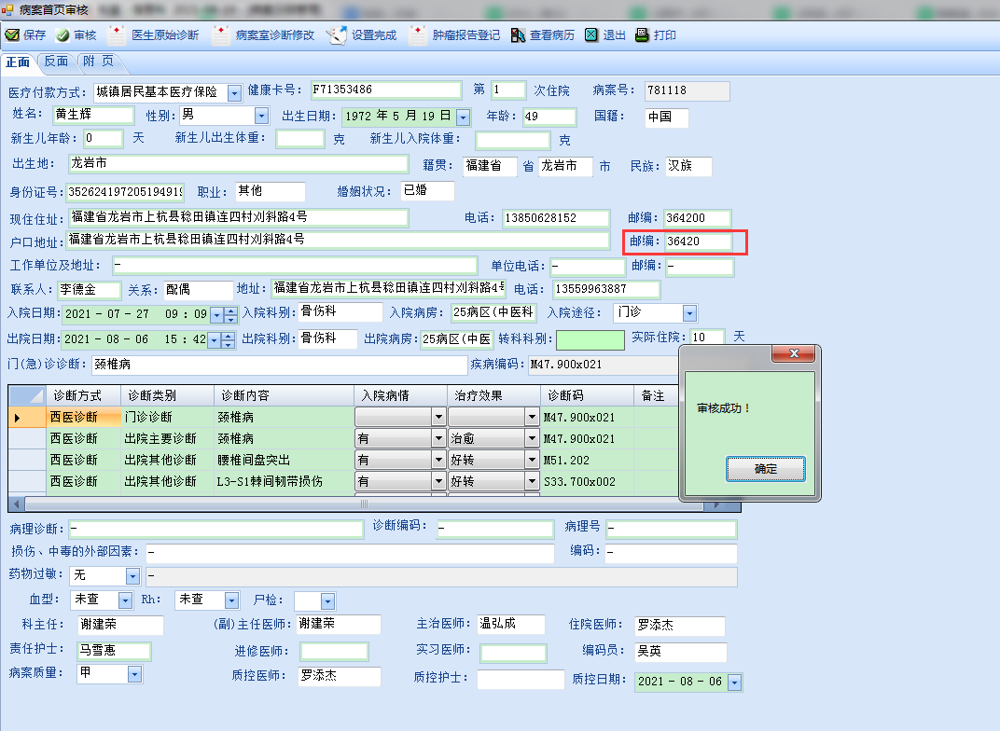 病案首页审核
保存 审核 医生原始诊断 病案室诊断修改 设置完成 肿瘤报告登记 查看病历 退出 打印
正面 反面 附 页
医疗付款方式: 城镇居民基本医疗保险 健康卡号: F71353486 第 1 次住院 病案号: 781118
姓名: 黄生辉 性别: 男 出生日期: 1972 年 5 月 19 日 年龄: 49 国籍: 中国
新生儿年龄: 0 天 新生儿出生体重: 克 新生儿入院体重: 克
出生地: 龙岩市 籍贯: 福建省 省 龙岩市 市 民族: 汉族
身份证号: 35262419720519491 职业: 其他 婚姻状况: 已婚
现住住址: 福建省龙岩市上杭县稔田镇连四村刈斜路4号 电话: 13850628152 邮编: 364200
户口地址: 福建省龙岩市上杭县稔田镇连四村刈斜路4号 邮编: 36420
工作单位及地址: - 单位电话: - 邮编: -
联系人: 李德金 关系: 配偶 地址: 福建省龙岩市上杭县稔田镇连四村刈斜路4 电话: 13559963887
入院日期: 2021 - 07 - 27 09 : 09 入院科别: 骨伤科 入院病房: 25病区(中医科 入院途径: 门诊
出院日期: 2021 - 08 - 06 15 : 42 出院科别: 骨伤科 出院病房: 25病区(中医 转科科别: 实际住院: 10 天
门(急)诊诊断: 颈椎病 疾病编码: M47.900x021
诊断方式 诊断类别 诊断内容 入院病情 治疗效果 诊断码 备注
西医诊断 门诊诊断 颈椎病 M47.900x021
西医诊断 出院主要诊断 颈椎病 有 治愈 M47.900x021
西医诊断 出院其他诊断 腰椎间盘突出 有 好转 M51.202
西医诊断 出院其他诊断 L3-S1棘间韧带损伤 有 好转 S33.700x002
审核成功！
确定
病理诊断: - 诊断编码: - 病理号 -
损伤、中毒的外部因素: - 编码: -
药物过敏: 无 -
血型: 未查 Rh: 未查 尸检:
科主任: 谢建荣 (副)主任医师: 谢建荣 主治医师: 温弘成 住院医师: 罗添杰
责任护士: 马雪惠 进修医师: 实习医师: 编码员: 吴英
病案质量: 甲 质控医师: 罗添杰 质控护士: 质控日期: 2021 - 08 - 06